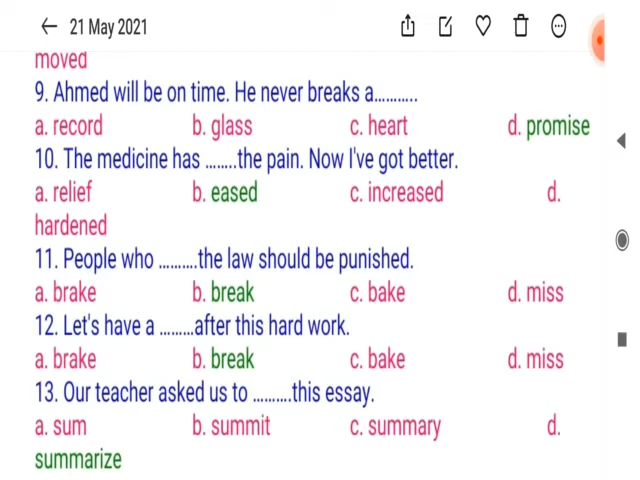 21 May 2021
moved
9. Ahmed will be on time. He never breaks a...........
a. record b. glass c. heart d. promise
10. The medicine has ........the pain. Now I've got better.
a. relief b. eased c. increased d.
hardened
11. People who ..........the law should be punished.
a. brake b. break c. bake d. miss
12. Let's have a .........after this hard work.
a. brake b. break c. bake d. miss
13. Our teacher asked us to ..........this essay.
a. sum b. summit c. summary d.
summarize